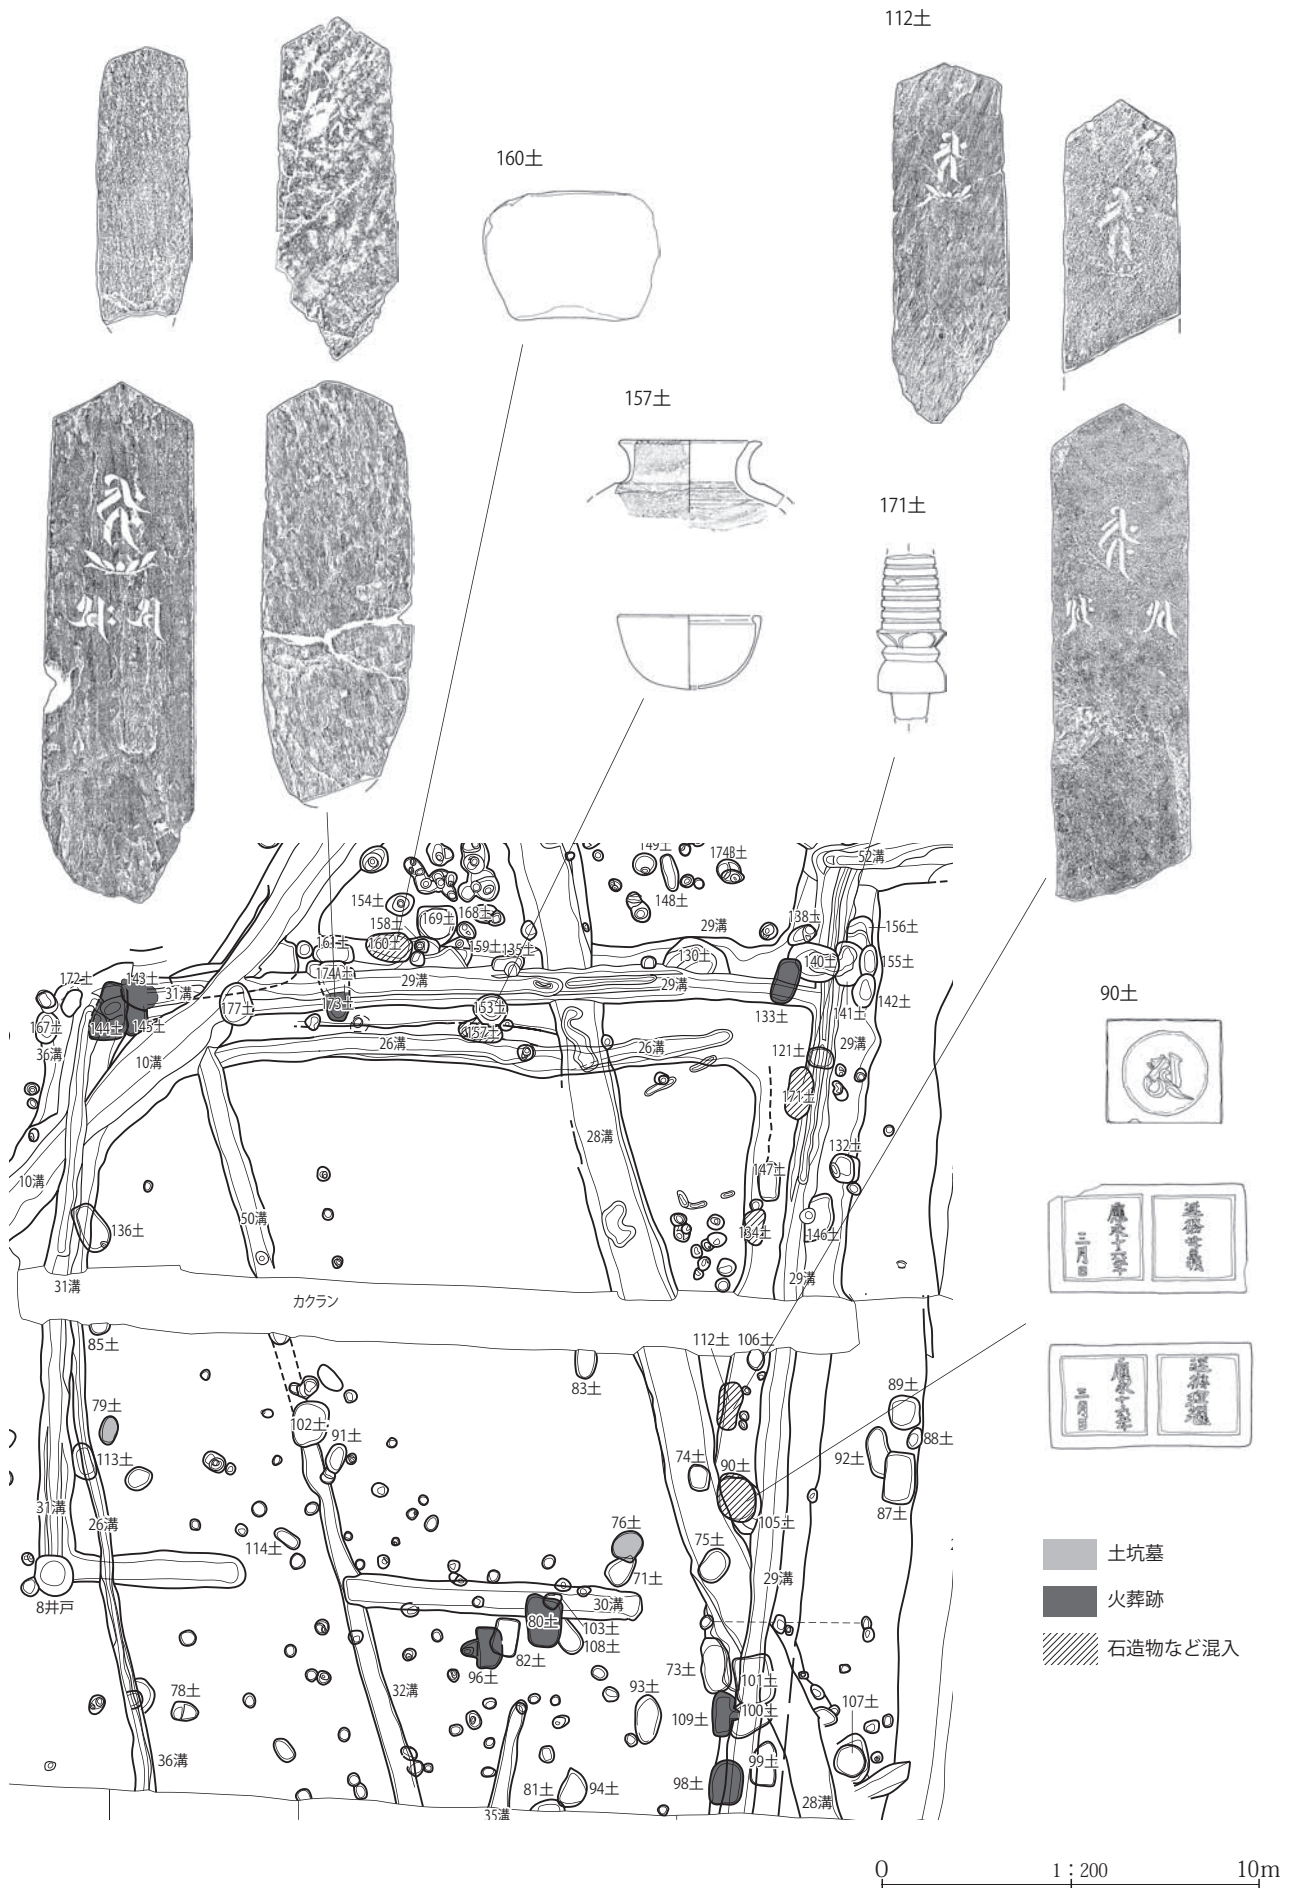 112土
160土
157土
171土
52溝
149土
174B土
154土
148土
158土
169土
168土
138土
156土
29溝
161土
160土
159土
135土
130土
140土
155土
172土
143土
174A土
29溝
29溝
31溝
142土
177土
173土
153土
133土
141土
167土
144土
145土
157土
36溝
26溝
26溝
121土
29溝
10溝
171土
28溝
132土
147土
10溝
50溝
136土
134土
146土
31溝
29溝
カクラン
90土
應永十六年
三月日
應永十六年
三月日
85土
112土
106土
83土
89土
79土
102土
91土
88土
113土
74土
90土
92土
31溝
26溝
105土
87土
76土
114土
75土
71土
29溝
8井戸
30溝
80土
103土
108土
82土
96土
73土
101土
78土
32溝
93土
109土
100土
107土
36溝
99土
98土
81土
94土
35溝
28溝
土坑墓
火葬跡
石造物など混入
0
1：200
10m